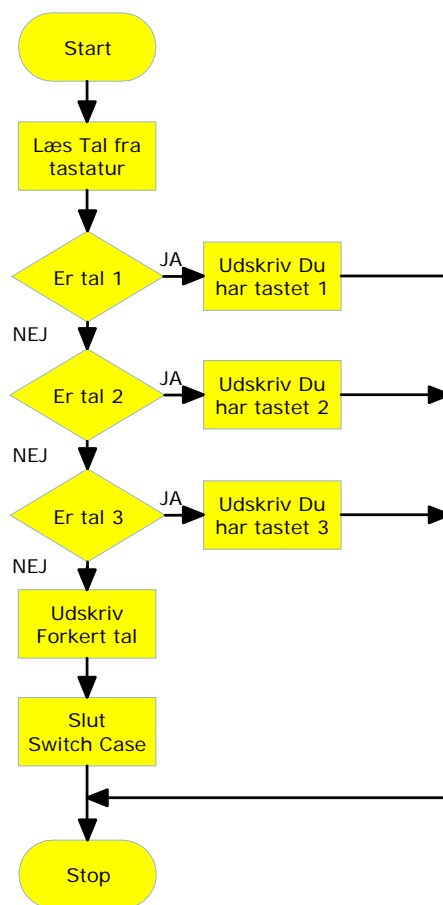 Start
Læs Tal fra
tastatur
Er tal 1
JA
Udskriv Du
har tastet 1
NEJ
Er tal 2
JA
Udskriv Du
har tastet 2
NEJ
Er tal 3
JA
Udskriv Du
har tastet 3
NEJ
Udskriv
Forkert tal
Slut
Switch Case
Stop